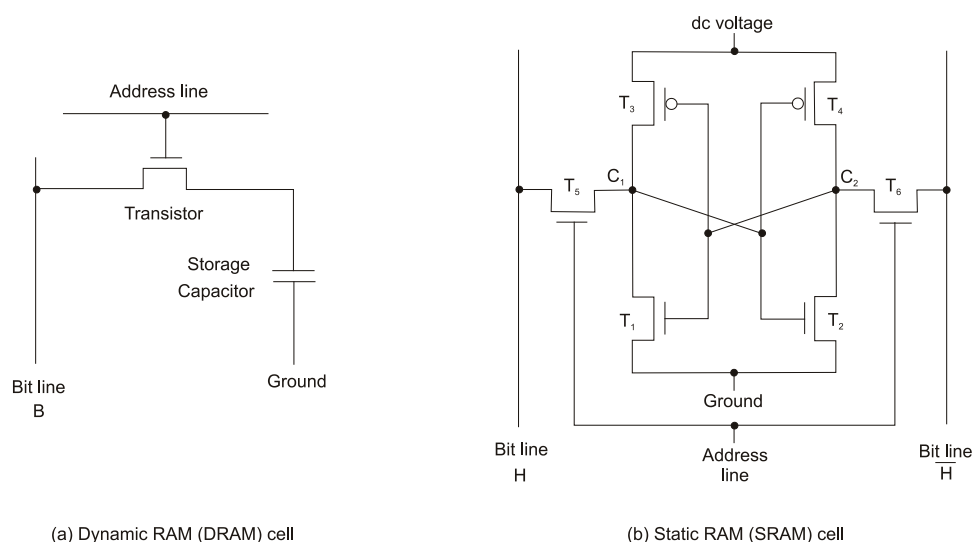 Address line
Transistor
Storage
Capacitor
Bit line
B
Ground
(a) Dynamic RAM (DRAM) cell
dc voltage
T₃
T₄
T₅
C₁
C₂
T₆
T₁
T₂
Ground
Bit line
H
Address
line
Bit line
H̅
(b) Static RAM (SRAM) cell